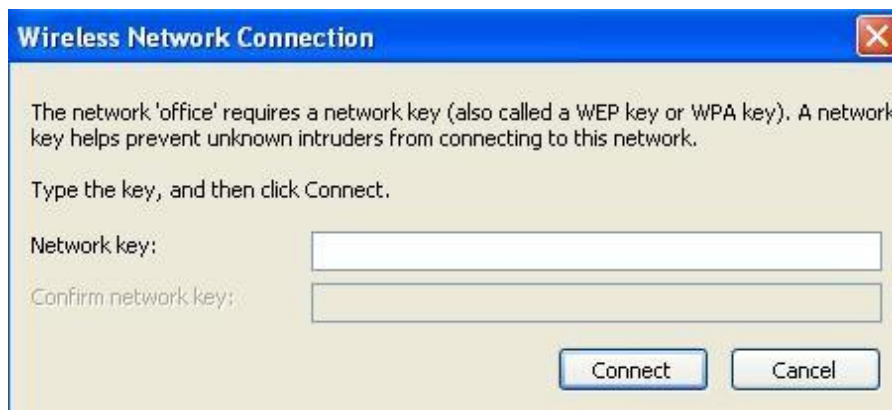 Wireless Network Connection
The network 'office' requires a network key (also called a WEP key or WPA key). A network
key helps prevent unknown intruders from connecting to this network.
Type the key, and then click Connect.
Network key:
Confirm network key:
Connect Cancel